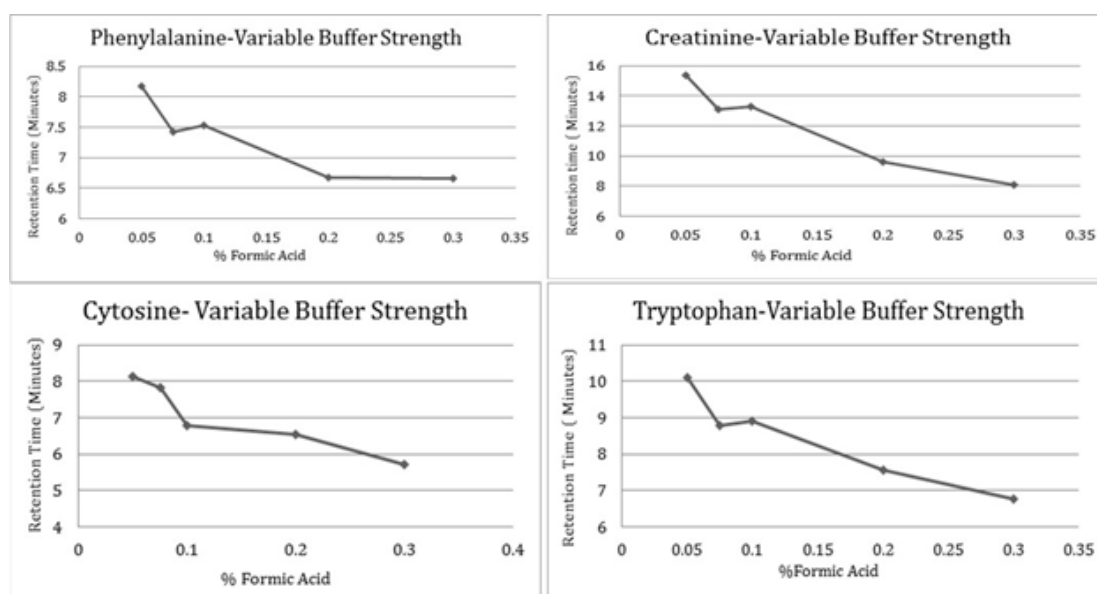 Phenylalanine-Variable Buffer Strength
Retention Time (Minutes)
8.5
8
7.5
7
6.5
6
0 0.05 0.1 0.15 0.2 0.25 0.3 0.35
% Formic Acid
Creatinine-Variable Buffer Strength
Retention time ( Minutes)
16
14
12
10
8
6
0 0.05 0.1 0.15 0.2 0.25 0.3 0.35
% Formic Acid
Cytosine- Variable Buffer Strength
Retention Time (Minutes)
9
8
7
6
5
4
0 0.1 0.2 0.3 0.4
% Formic Acid
Tryptophan-Variable Buffer Strength
Retention Time ( Minutes)
11
10
9
8
7
6
0 0.05 0.1 0.15 0.2 0.25 0.3 0.35
%Formic Acid